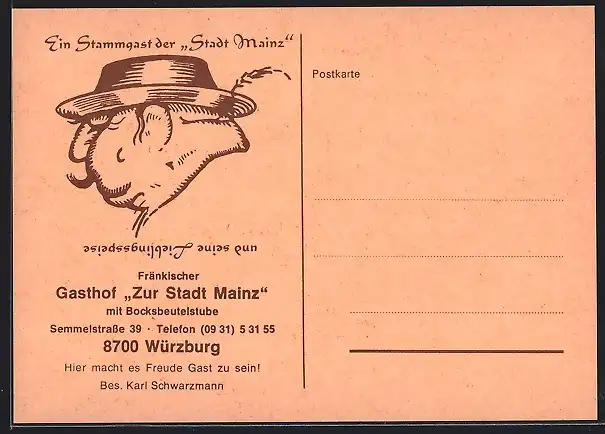 Ein Stammgast der „Stadt Mainz“
und seine Lieblingsspeise
Fränkischer
Gasthof „Zur Stadt Mainz“
mit Bocksbeutelstube
Semmelstraße 39 · Telefon (09 31) 5 31 55
8700 Würzburg
Hier macht es Freude Gast zu sein!
Bes. Karl Schwarzmann
Postkarte